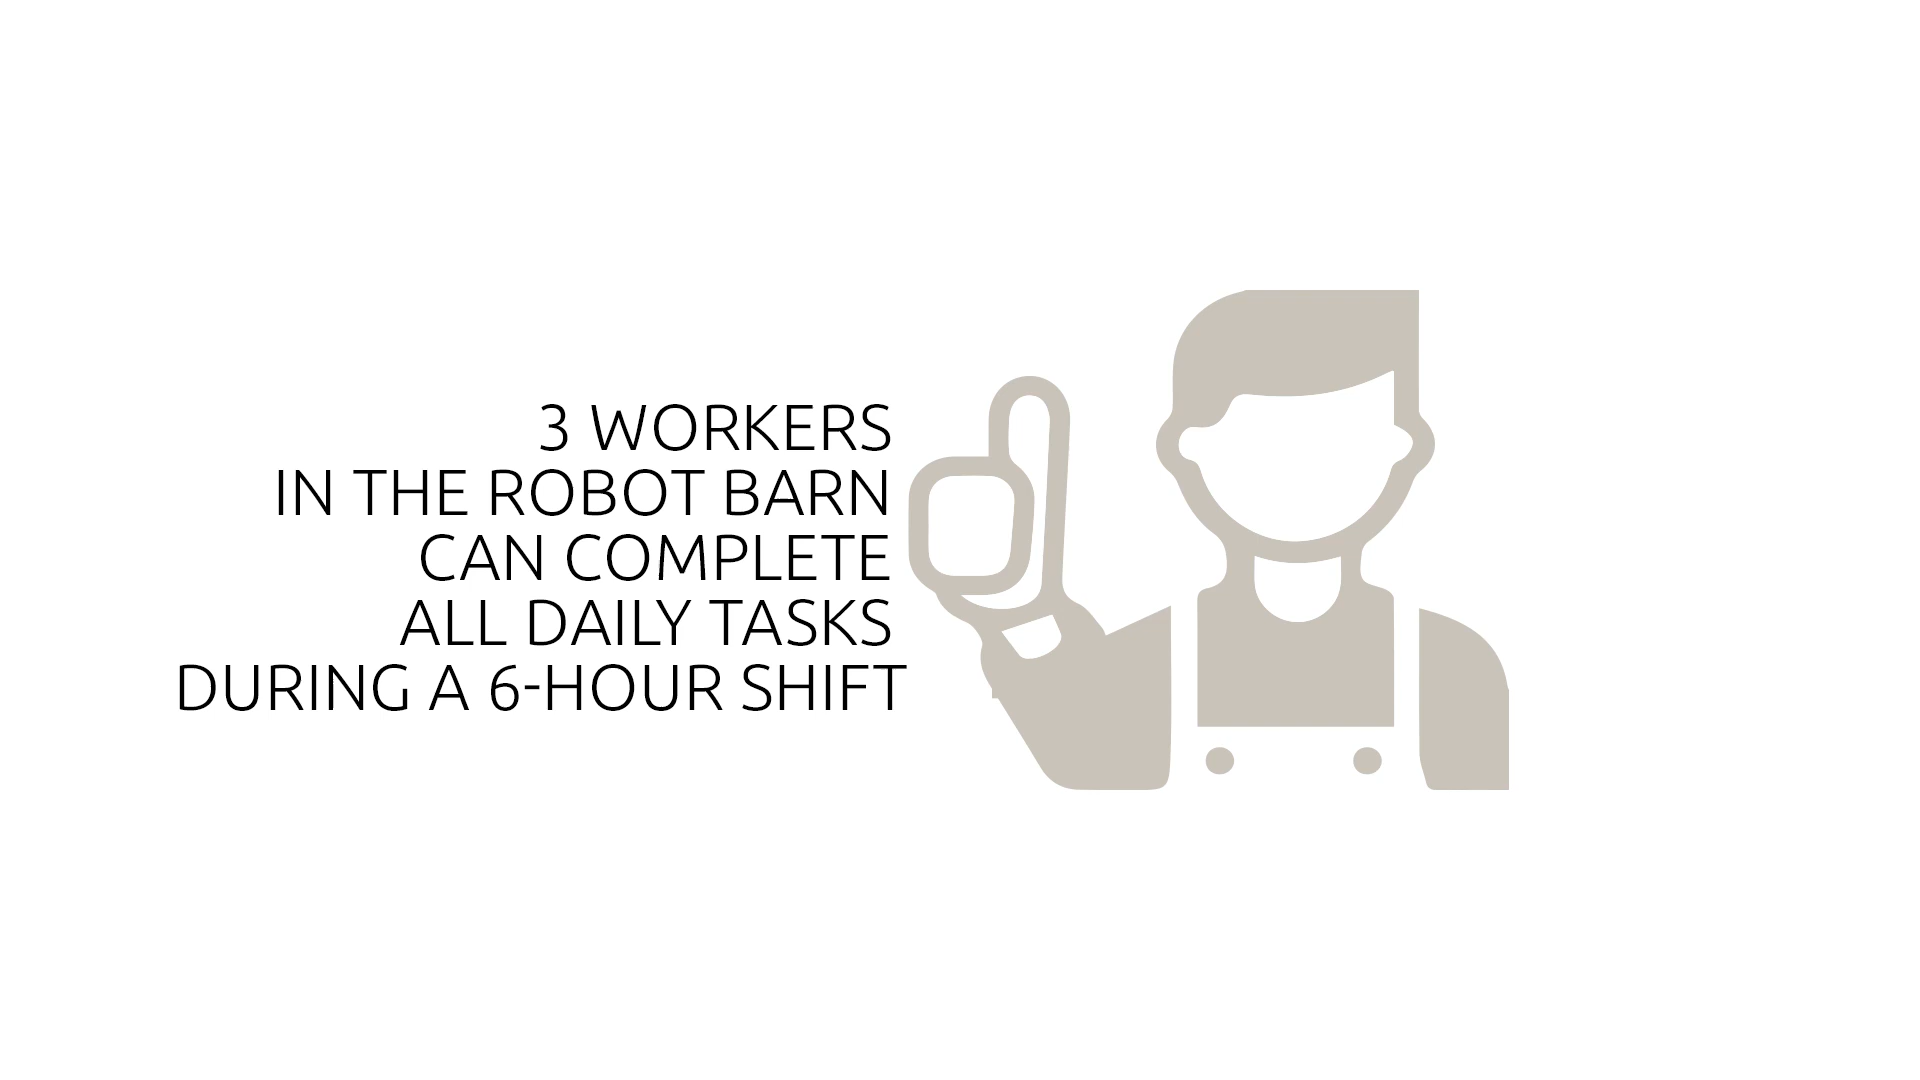 3 WORKERS
IN THE ROBOT BARN
CAN COMPLETE
ALL DAILY TASKS
DURING A 6-HOUR SHIFT